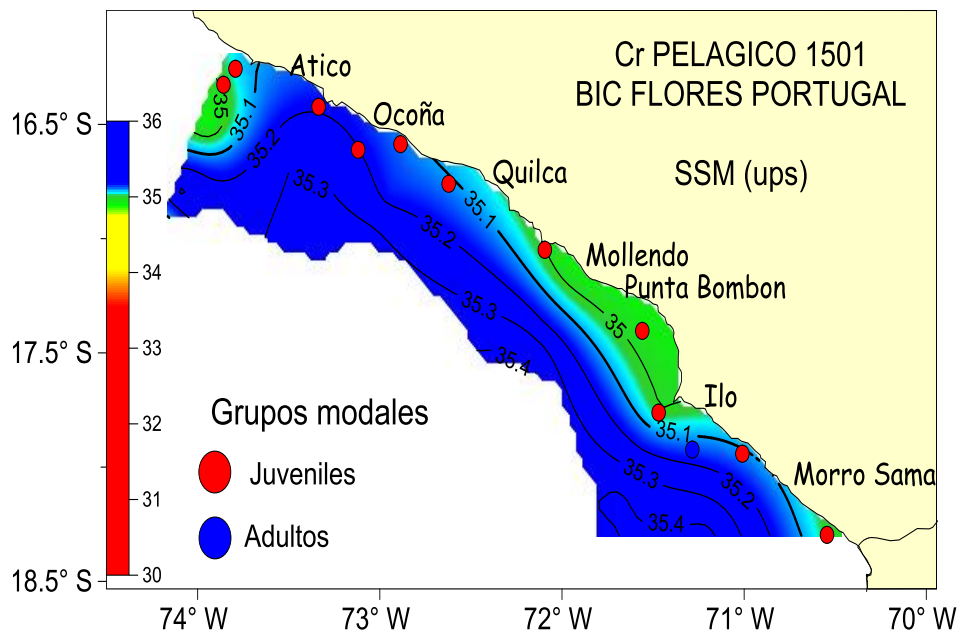 Cr PELAGICO 1501
BIC FLORES PORTUGAL
SSM (ups)
Atico
Ocoña
Quilca
Mollendo
Punta Bombon
Ilo
Morro Sama
35
35.1
35.2
35.3
35.1
35.2
35.3
35.4
35
35.1
35.3
35.2
35.4
16.5° S
17.5° S
18.5° S
36
35
34
33
32
31
30
Grupos modales
Juveniles
Adultos
74° W
73° W
72° W
71° W
70° W